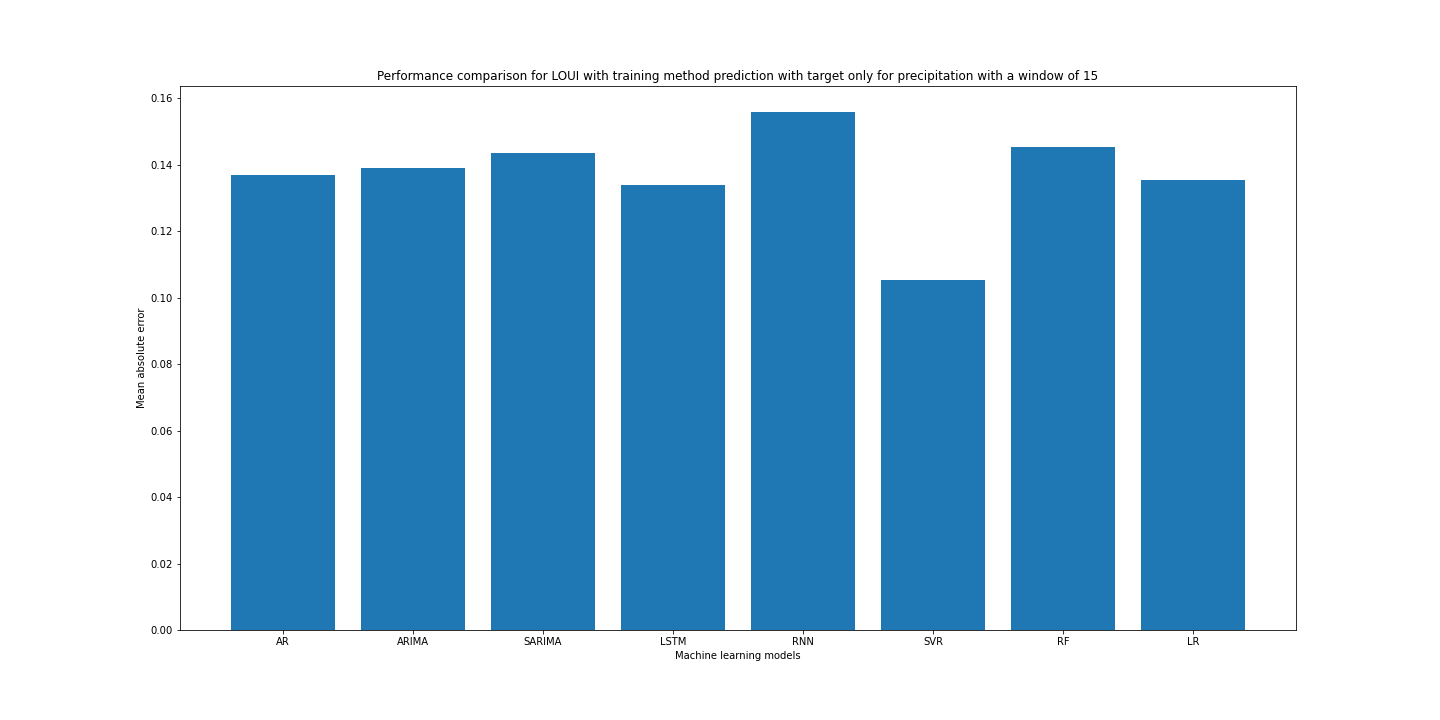 Performance comparison for LOUI with training method prediction with target only for precipitation with a window of 15
0.16
0.14
0.12
0.10
0.08
0.06
0.04
0.02
0.00
Mean absolute error
AR ARIMA SARIMA LSTM RNN SVR RF LR
Machine learning models